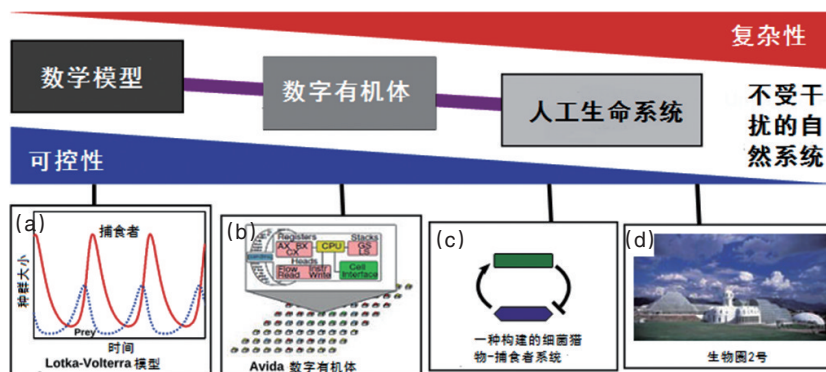 复杂性
数学模型
数字有机体
人工生命系统
不受干
扰的自
然系统
可控性
(a)
捕食者
种群大小
Prey
时间
Lotka-Volterra 模型
(b)
Registers
Stacks
AX BX
CX
CPU
GS
LS
Heads
Flow
Read
Instr
Write
Cell
Interface
Avida 数字有机体
(c)
一种构建的细菌猎
物-捕食者系统
(d)
生物圈2号